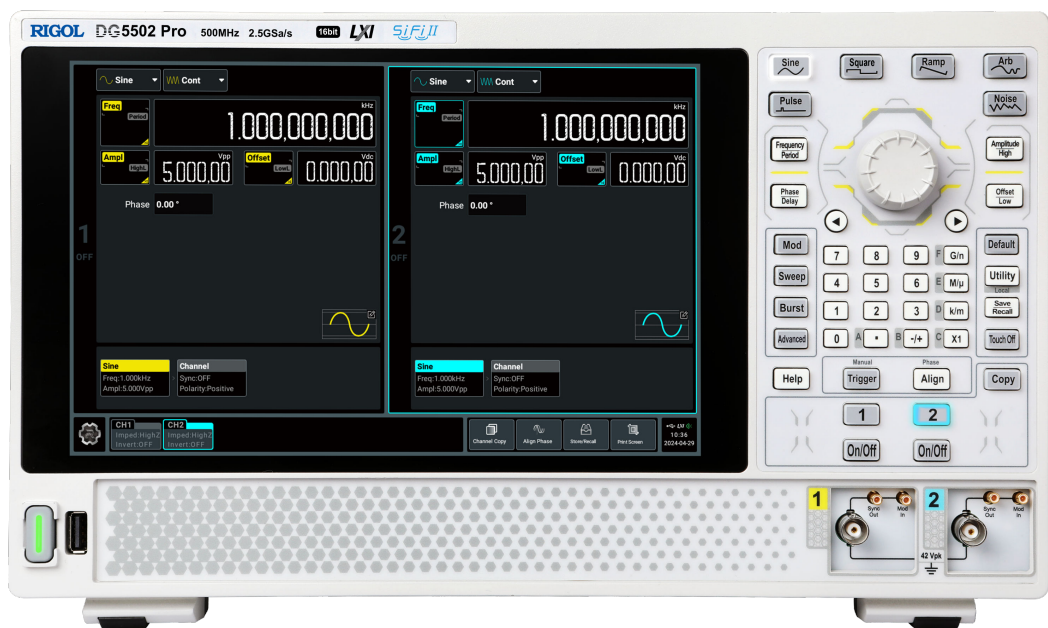 RIGOL DG5502 Pro 500MHz 2.5GSa/s 16bit LXI SiFi II
Sine Cont
Freq
Period
kHz
1.000,000,000
Ampl
HighL
Vpp
5.000,00
Offset
LowL
Vdc
0.000,00
Phase 0.00 °
1
OFF
Sine
Freq:1.000kHz
Ampl:5.000Vpp
Channel
Sync:OFF
Polarity:Positive
Sine Cont
Freq
Period
kHz
1.000,000,000
Ampl
HighL
Vpp
5.000,00
Offset
LowL
Vdc
0.000,00
Phase 0.00 °
2
OFF
Sine
Freq:1.000kHz
Ampl:5.000Vpp
Channel
Sync:OFF
Polarity:Positive
CH1
Imped:HighZ
Invert:OFF
CH2
Imped:HighZ
Invert:OFF
Channel Copy
Align Phase
Store/Recall
Print Screen
LXI
10:36
2024-04-29
Sine Square Ramp Arb
Pulse Noise
Frequency
Period
Amplitude
High
Phase
Delay
Offset
Low
Mod 7 8 9 F G/n Default
Sweep 4 5 6 E M/μ Utility
Local
Burst 1 2 3 D k/m Save
Recall
Advanced 0 A • B -/+ C X1 Touch Off
Manual Phase
Help Trigger Align Copy
1 2
On/Off On/Off
1
Sync
Out
Mod
In
2
Sync
Out
Mod
In
42 Vpk